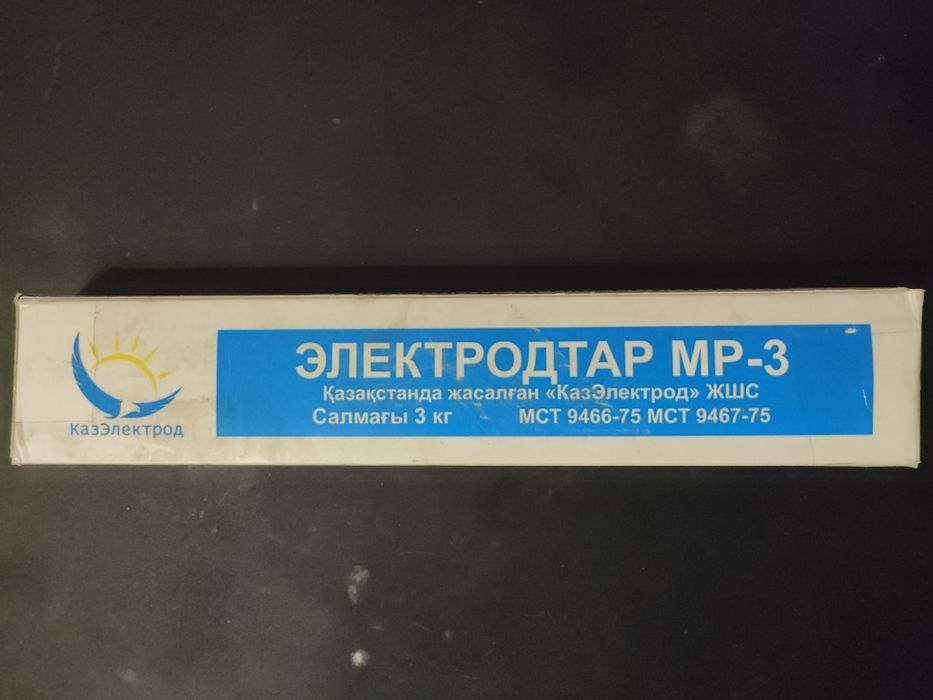 КазЭлектрод
ЭЛЕКТРОДТАР МР-3
Қазақстанда жасалған «КазЭлектрод» ЖШС
Салмағы 3 кг МСТ 9466-75 МСТ 9467-75